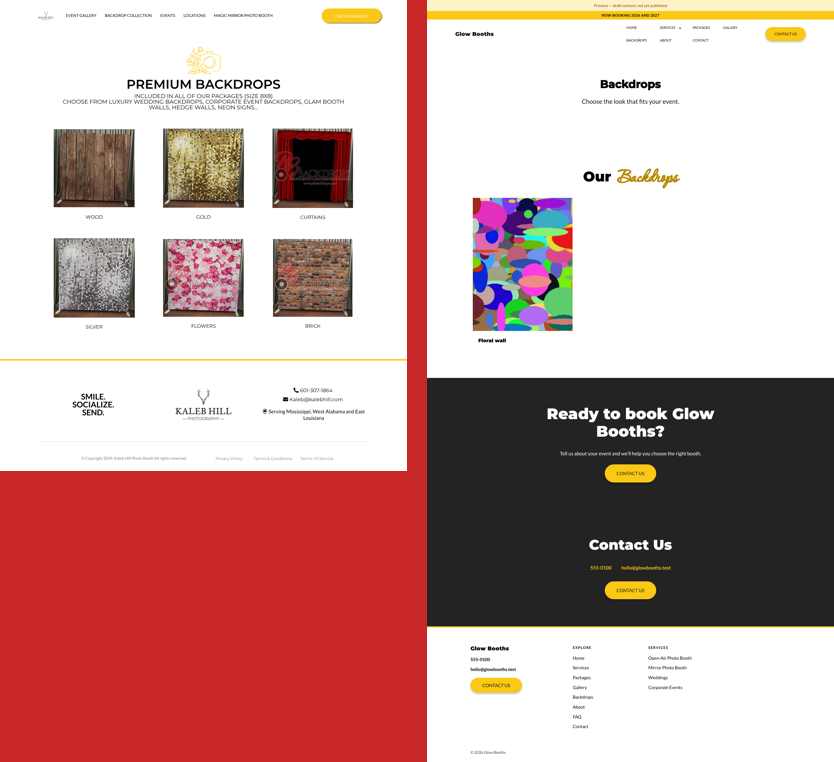 EVENT GALLERY
BACKDROP COLLECTION
EVENTS
LOCATIONS
MAGIC MIRROR PHOTO BOOTH
PREMIUM BACKDROPS
INCLUDED IN ALL OF OUR PACKAGES (SIZE 8X8)
CHOOSE FROM LUXURY WEDDING BACKDROPS, CORPORATE EVENT BACKDROPS, GLAM BOOTH
WALLS, HEDGE WALLS, NEON SIGNS...
WOOD
GOLD
CURTAINS
SILVER
FLOWERS
BRICK
SMILE.
SOCIALIZE.
SEND.
KALEB HILL
PHOTOGRAPHY
601-307-9864
Kaleb@kalebhill.com
Serving Mississippi, West Alabama and East
Louisiana
Privacy Policy
Terms & Conditions
Terms Of Service
Preview — draft content, not yet published
NOW BOOKING 2026 AND 2027
Glow Booths
HOME
SERVICES
PACKAGES
GALLERY
BACKDROPS
ABOUT
CONTACT
CONTACT US
Backdrops
Choose the look that fits your event.
Our Backdrops
Floral wall
Ready to book Glow
Booths?
Tell us about your event and we'll help you choose the right booth.
CONTACT US
Contact Us
555-0100
hello@glowbooths.test
CONTACT US
Glow Booths
555-0100
hello@glowbooths.test
CONTACT US
EXPLORE
Home
Services
Packages
Gallery
Backdrops
About
FAQ
Contact
SERVICES
Open-Air Photo Booth
Mirror Photo Booth
Weddings
Corporate Events
© 2026 Glow Booths